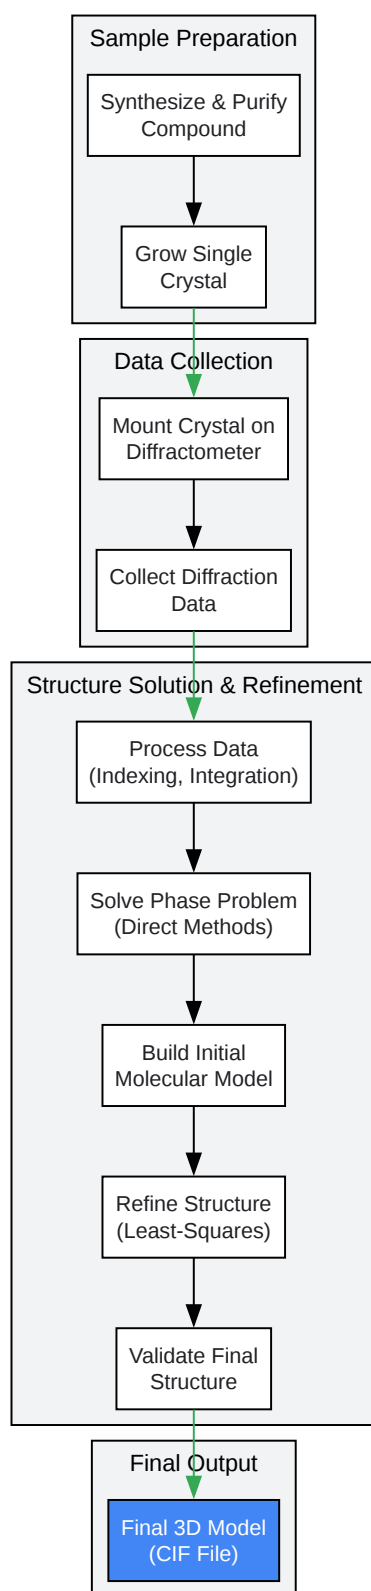 Sample Preparation
Synthesize & Purify
Compound
Grow Single
Crystal
Data Collection
Mount Crystal on
Diffractometer
Collect Diffraction
Data
Structure Solution & Refinement
Process Data
(Indexing, Integration)
Solve Phase Problem
(Direct Methods)
Build Initial
Molecular Model
Refine Structure
(Least-Squares)
Validate Final
Structure
Final Output
Final 3D Model
(CIF File)